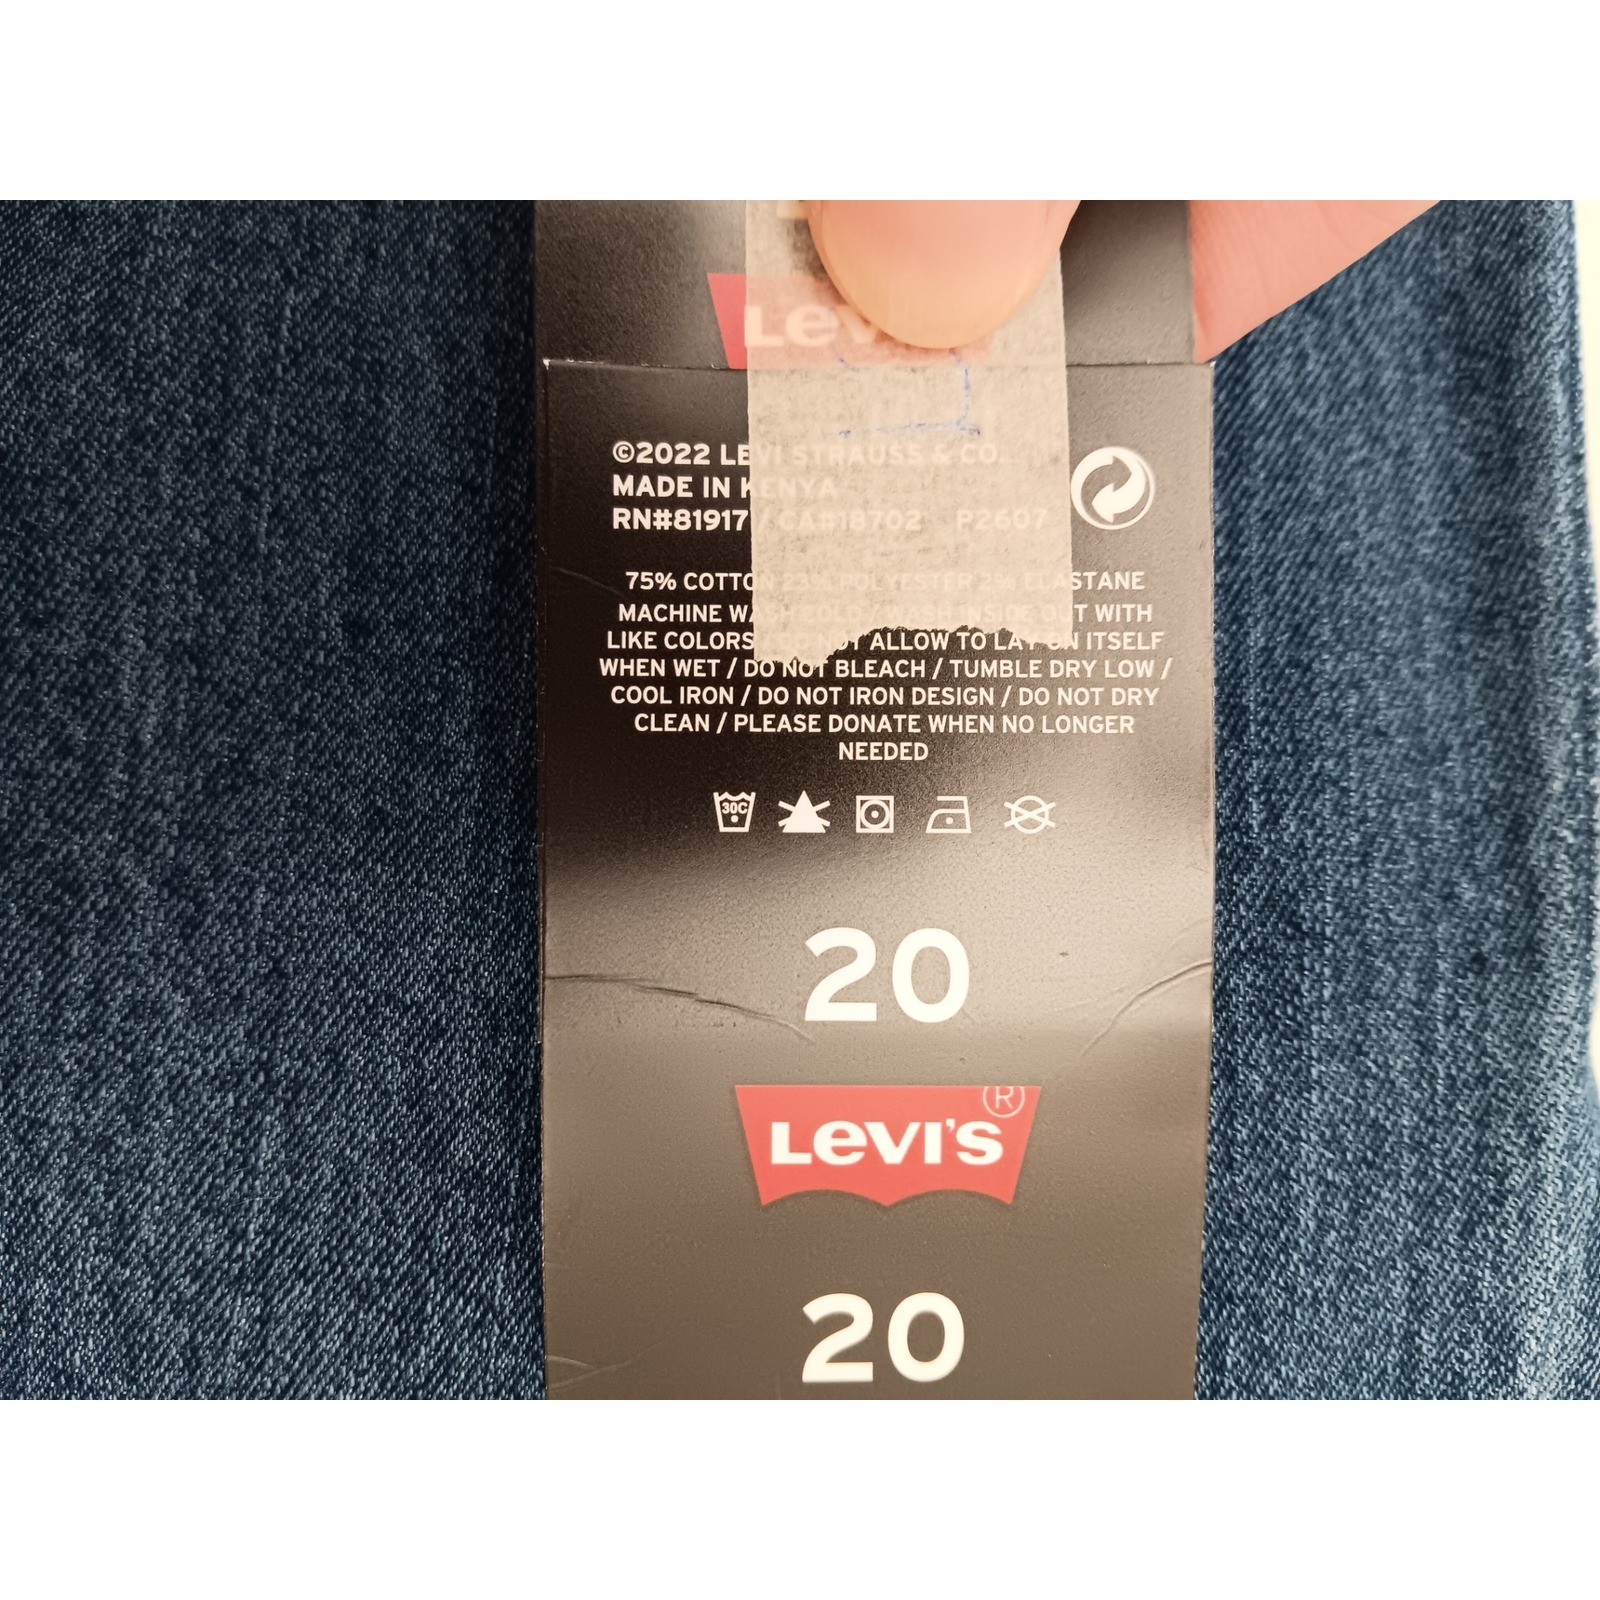 Lev
©2022 LEVI STRAUSS & CO.
MADE IN KENYA
RN#81917 / CA#18702 P2607
75% COTTON 23% POLYESTER 2% ELASTANE
MACHINE WASH COLD / WASH INSIDE OUT WITH
LIKE COLORS / DO NOT ALLOW TO LAY ON ITSELF
WHEN WET / DO NOT BLEACH / TUMBLE DRY LOW /
COOL IRON / DO NOT IRON DESIGN / DO NOT DRY
CLEAN / PLEASE DONATE WHEN NO LONGER
NEEDED
30C
20
LEVI'S ®
20